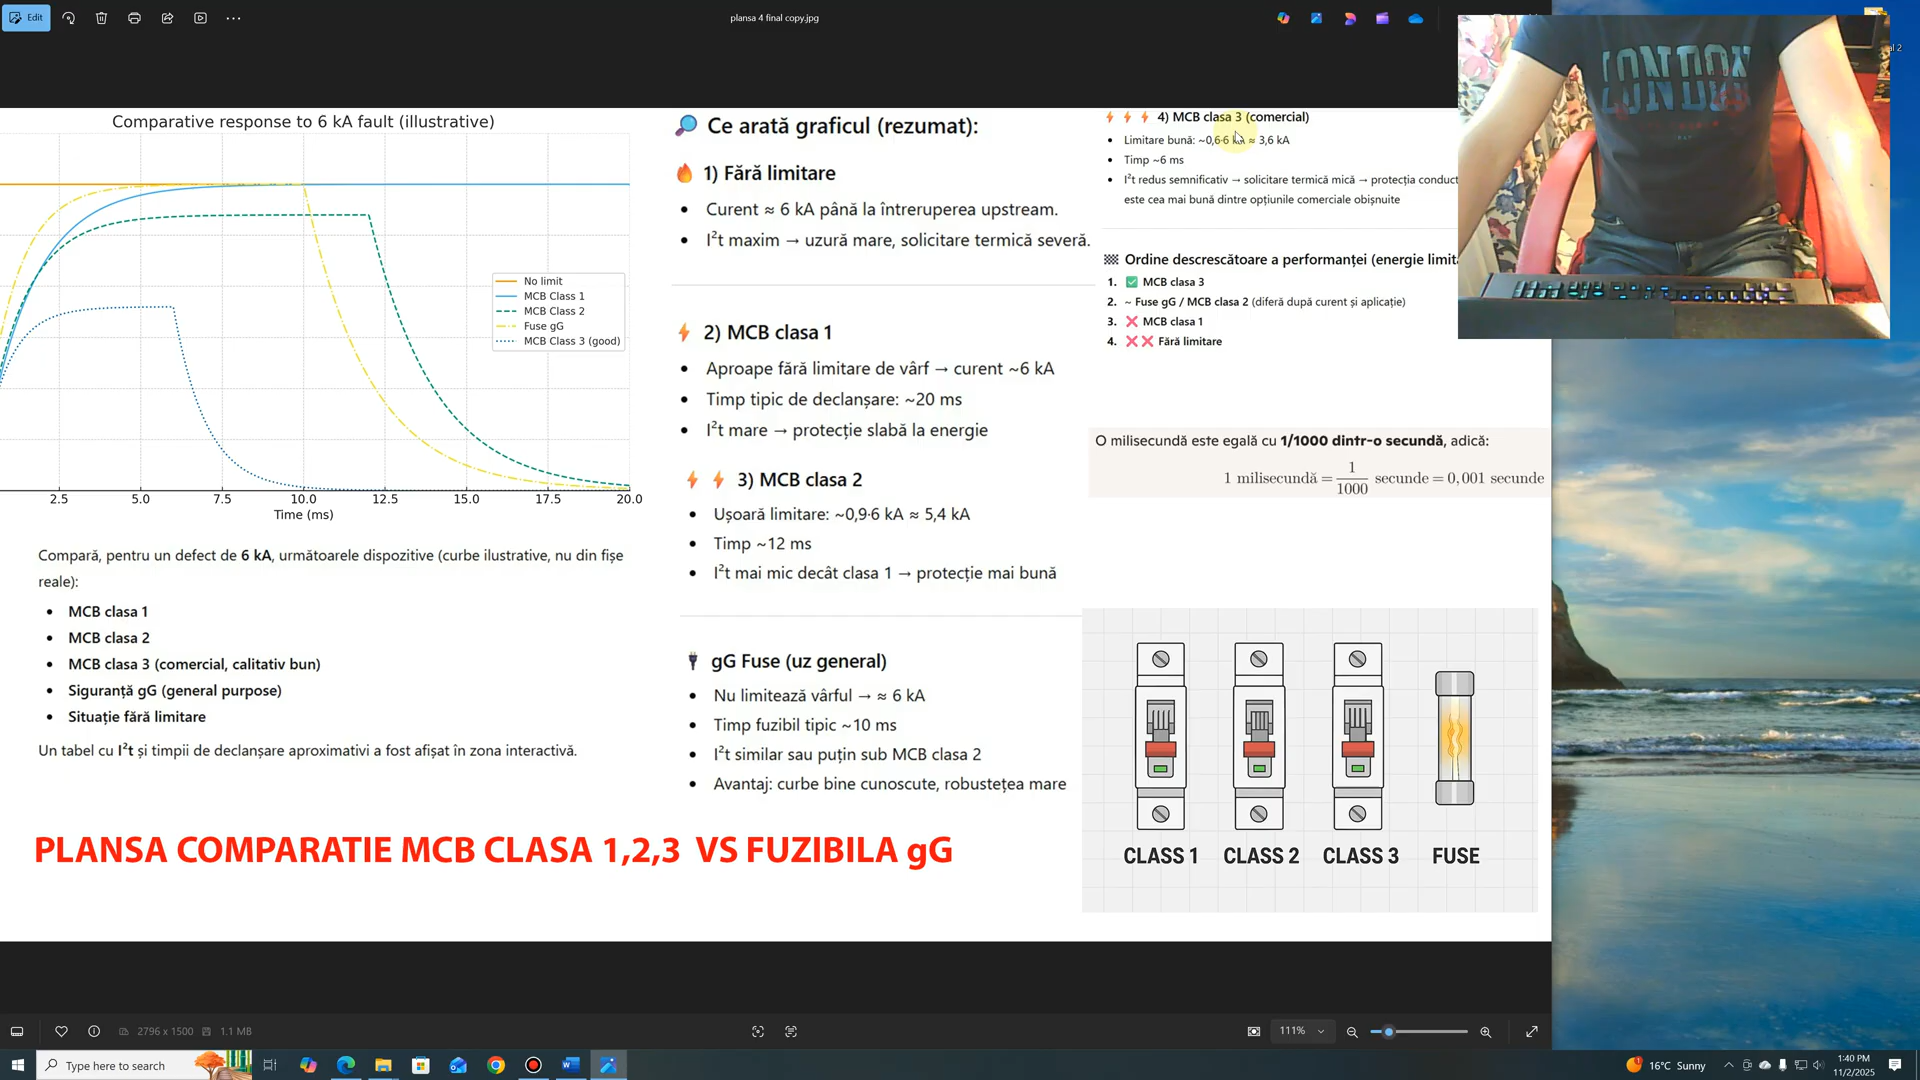 Edit
plansa 4 final copy.jpg
Comparative response to 6 kA fault (illustrative)
No limit
MCB Class 1
MCB Class 2
Fuse gG
MCB Class 3 (good)
2.5 5.0 7.5 10.0 12.5 15.0 17.5 20.0
Time (ms)
Compară, pentru un defect de 6 kA, următoarele dispozitive (curbe ilustrative, nu din fișe
reale):
• MCB clasa 1
• MCB clasa 2
• MCB clasa 3 (comercial, calitativ bun)
• Siguranță gG (general purpose)
• Situație fără limitare
Un tabel cu I²t și timpii de declanșare aproximativi a fost afișat în zona interactivă.
PLANSA COMPARATIE MCB CLASA 1,2,3 VS FUZIBILA gG
Ce arată graficul (rezumat):
1) Fără limitare
• Curent ≈ 6 kA până la întreruperea upstream.
• I²t maxim → uzură mare, solicitare termică severă.
2) MCB clasa 1
• Aproape fără limitare de vârf → curent ~6 kA
• Timp tipic de declanșare: ~20 ms
• I²t mare → protecție slabă la energie
3) MCB clasa 2
• Ușoară limitare: ~0,9·6 kA ≈ 5,4 kA
• Timp ~12 ms
• I²t mai mic decât clasa 1 → protecție mai bună
gG Fuse (uz general)
• Nu limitează vârful → ≈ 6 kA
• Timp fuzibil tipic ~10 ms
• I²t similar sau puțin sub MCB clasa 2
• Avantaj: curbe bine cunoscute, robustețea mare
4) MCB clasa 3 (comercial)
• Limitare bună: ~0,6·6 kA ≈ 3,6 kA
• Timp ~6 ms
• I²t redus semnificativ → solicitare termică mică → protecția conduct
este cea mai bună dintre opțiunile comerciale obișnuite
Ordine descrescătoare a performanței (energie limita
1. MCB clasa 3
2. ~ Fuse gG / MCB clasa 2 (diferă după curent și aplicație)
3. MCB clasa 1
4. Fără limitare
O milisecundă este egală cu 1/1000 dintr-o secundă, adică:
1 milisecundă = 1/1000 secunde = 0,001 secunde
CLASS 1 CLASS 2 CLASS 3 FUSE
LONDON
2796 x 1500 1.1 MB
111%
Type here to search
16°C Sunny
1:40 PM
11/2/2025